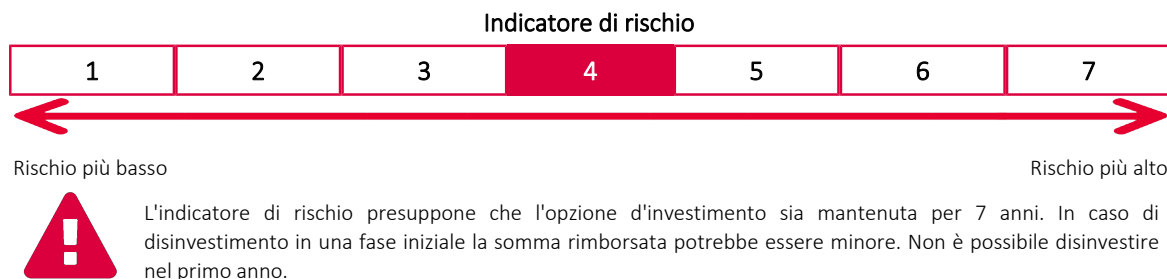 Indicatore di rischio
1 2 3 4 5 6 7
Rischio più basso Rischio più alto
L'indicatore di rischio presuppone che l'opzione d'investimento sia mantenuta per 7 anni. In caso di
disinvestimento in una fase iniziale la somma rimborsata potrebbe essere minore. Non è possibile disinvestire
nel primo anno.